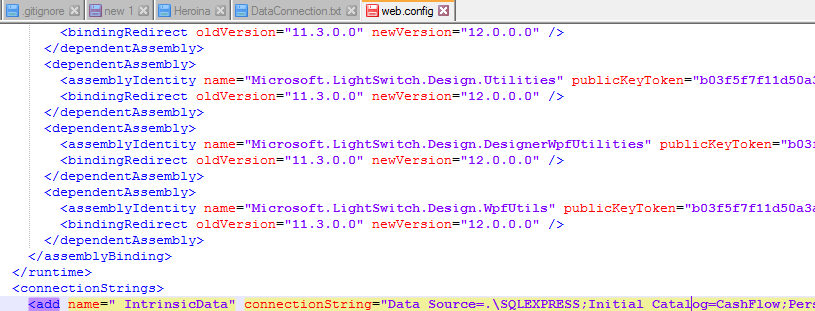 .gitignore new 1 Heroina DataConnection.txt web.config
<bindingRedirect oldVersion="11.3.0.0" newVersion="12.0.0.0" />
</dependentAssembly>
<dependentAssembly>
<assemblyIdentity name="Microsoft.LightSwitch.Design.Utilities" publicKeyToken="b03f5f7f11d50a3
<bindingRedirect oldVersion="11.3.0.0" newVersion="12.0.0.0" />
</dependentAssembly>
<dependentAssembly>
<assemblyIdentity name="Microsoft.LightSwitch.Design.DesignerWpfUtilities" publicKeyToken="b03
<bindingRedirect oldVersion="11.3.0.0" newVersion="12.0.0.0" />
</dependentAssembly>
<dependentAssembly>
<assemblyIdentity name="Microsoft.LightSwitch.Design.WpfUtils" publicKeyToken="b03f5f7f11d50a3a
<bindingRedirect oldVersion="11.3.0.0" newVersion="12.0.0.0" />
</dependentAssembly>
</assemblyBinding>
</runtime>
<connectionStrings>
<add name=" IntrinsicData" connectionString="Data Source=.\SQLEXPRESS;Initial Catalog=CashFlow;Pers